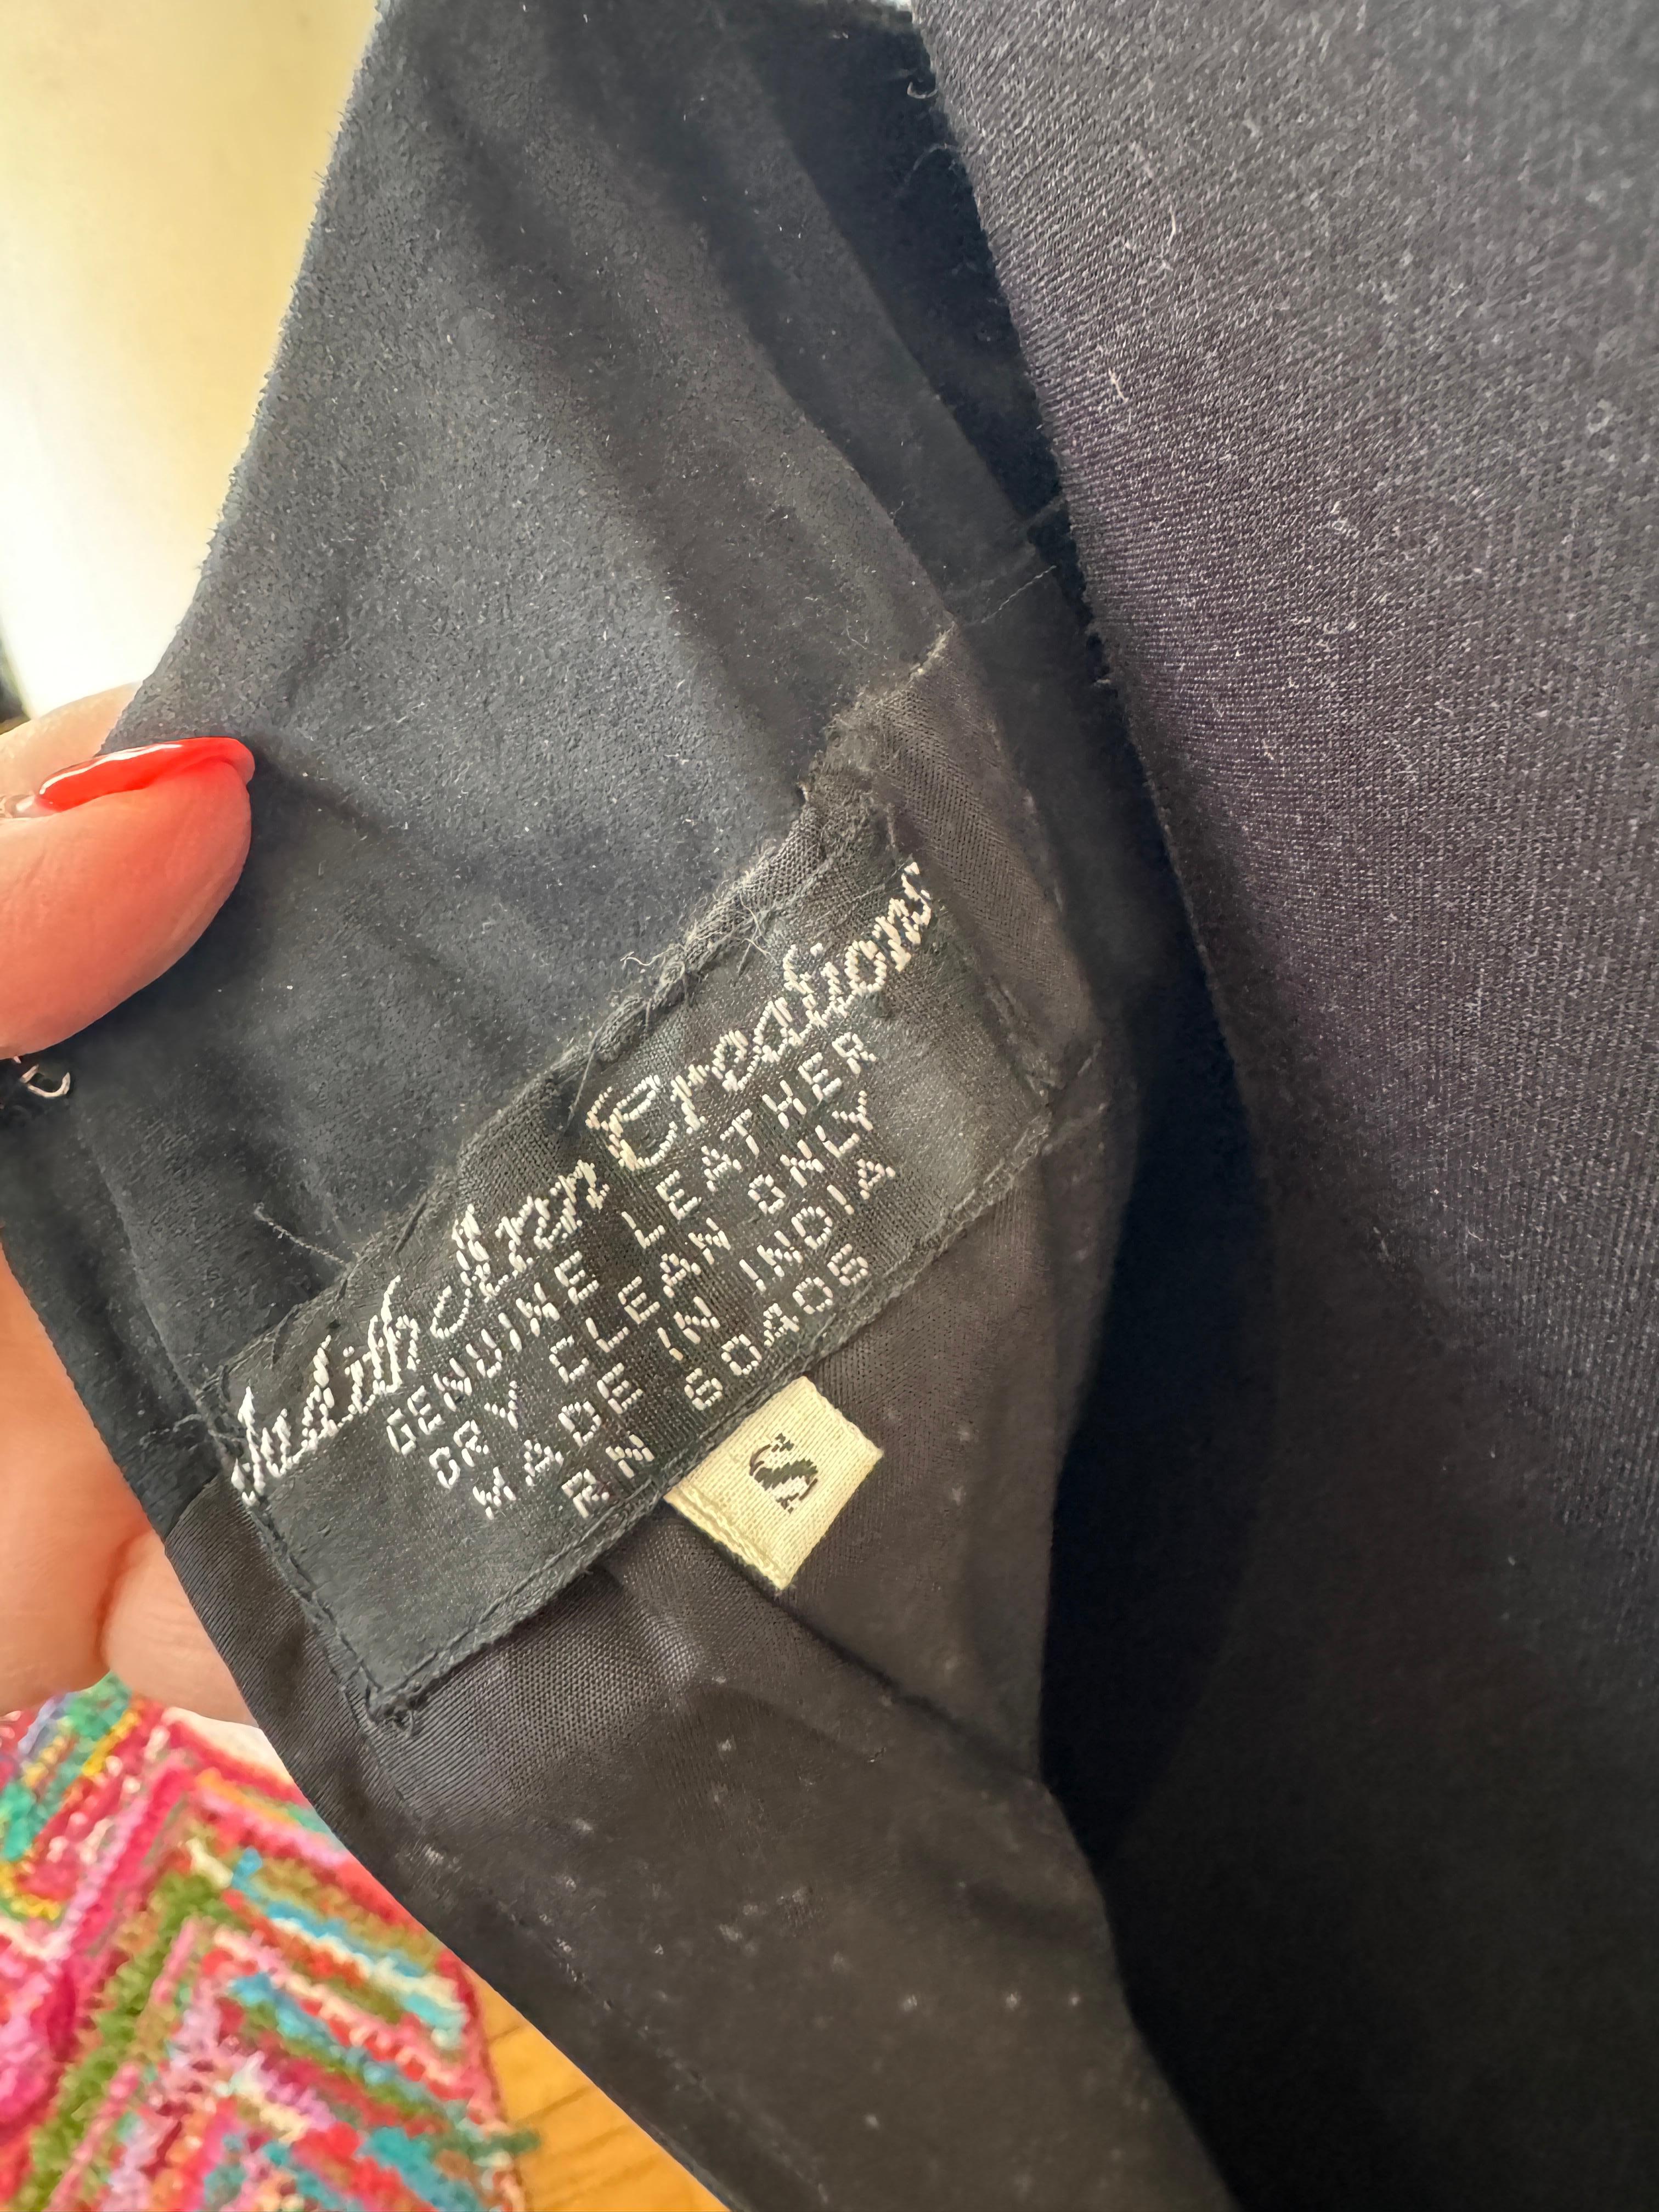 Judith Ann Creations
GENUINE LEATHER
DRY CLEAN ONLY
MADE IN INDIA
RN 60405
S